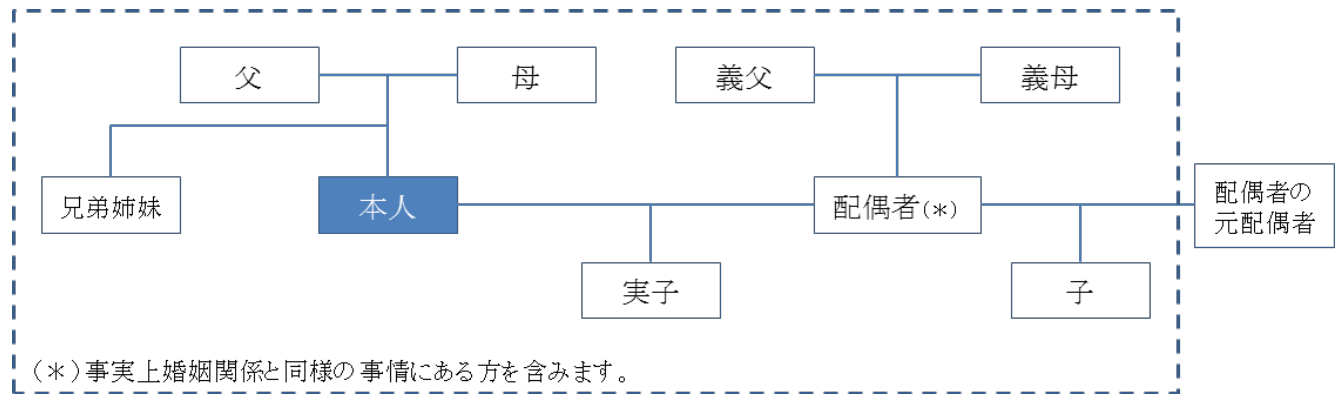 父
母
義父
義母
兄弟姉妹
本人
配偶者(＊)
配偶者の
元配偶者
実子
子
(＊)事実上婚姻関係と同様の事情にある方を含みます。